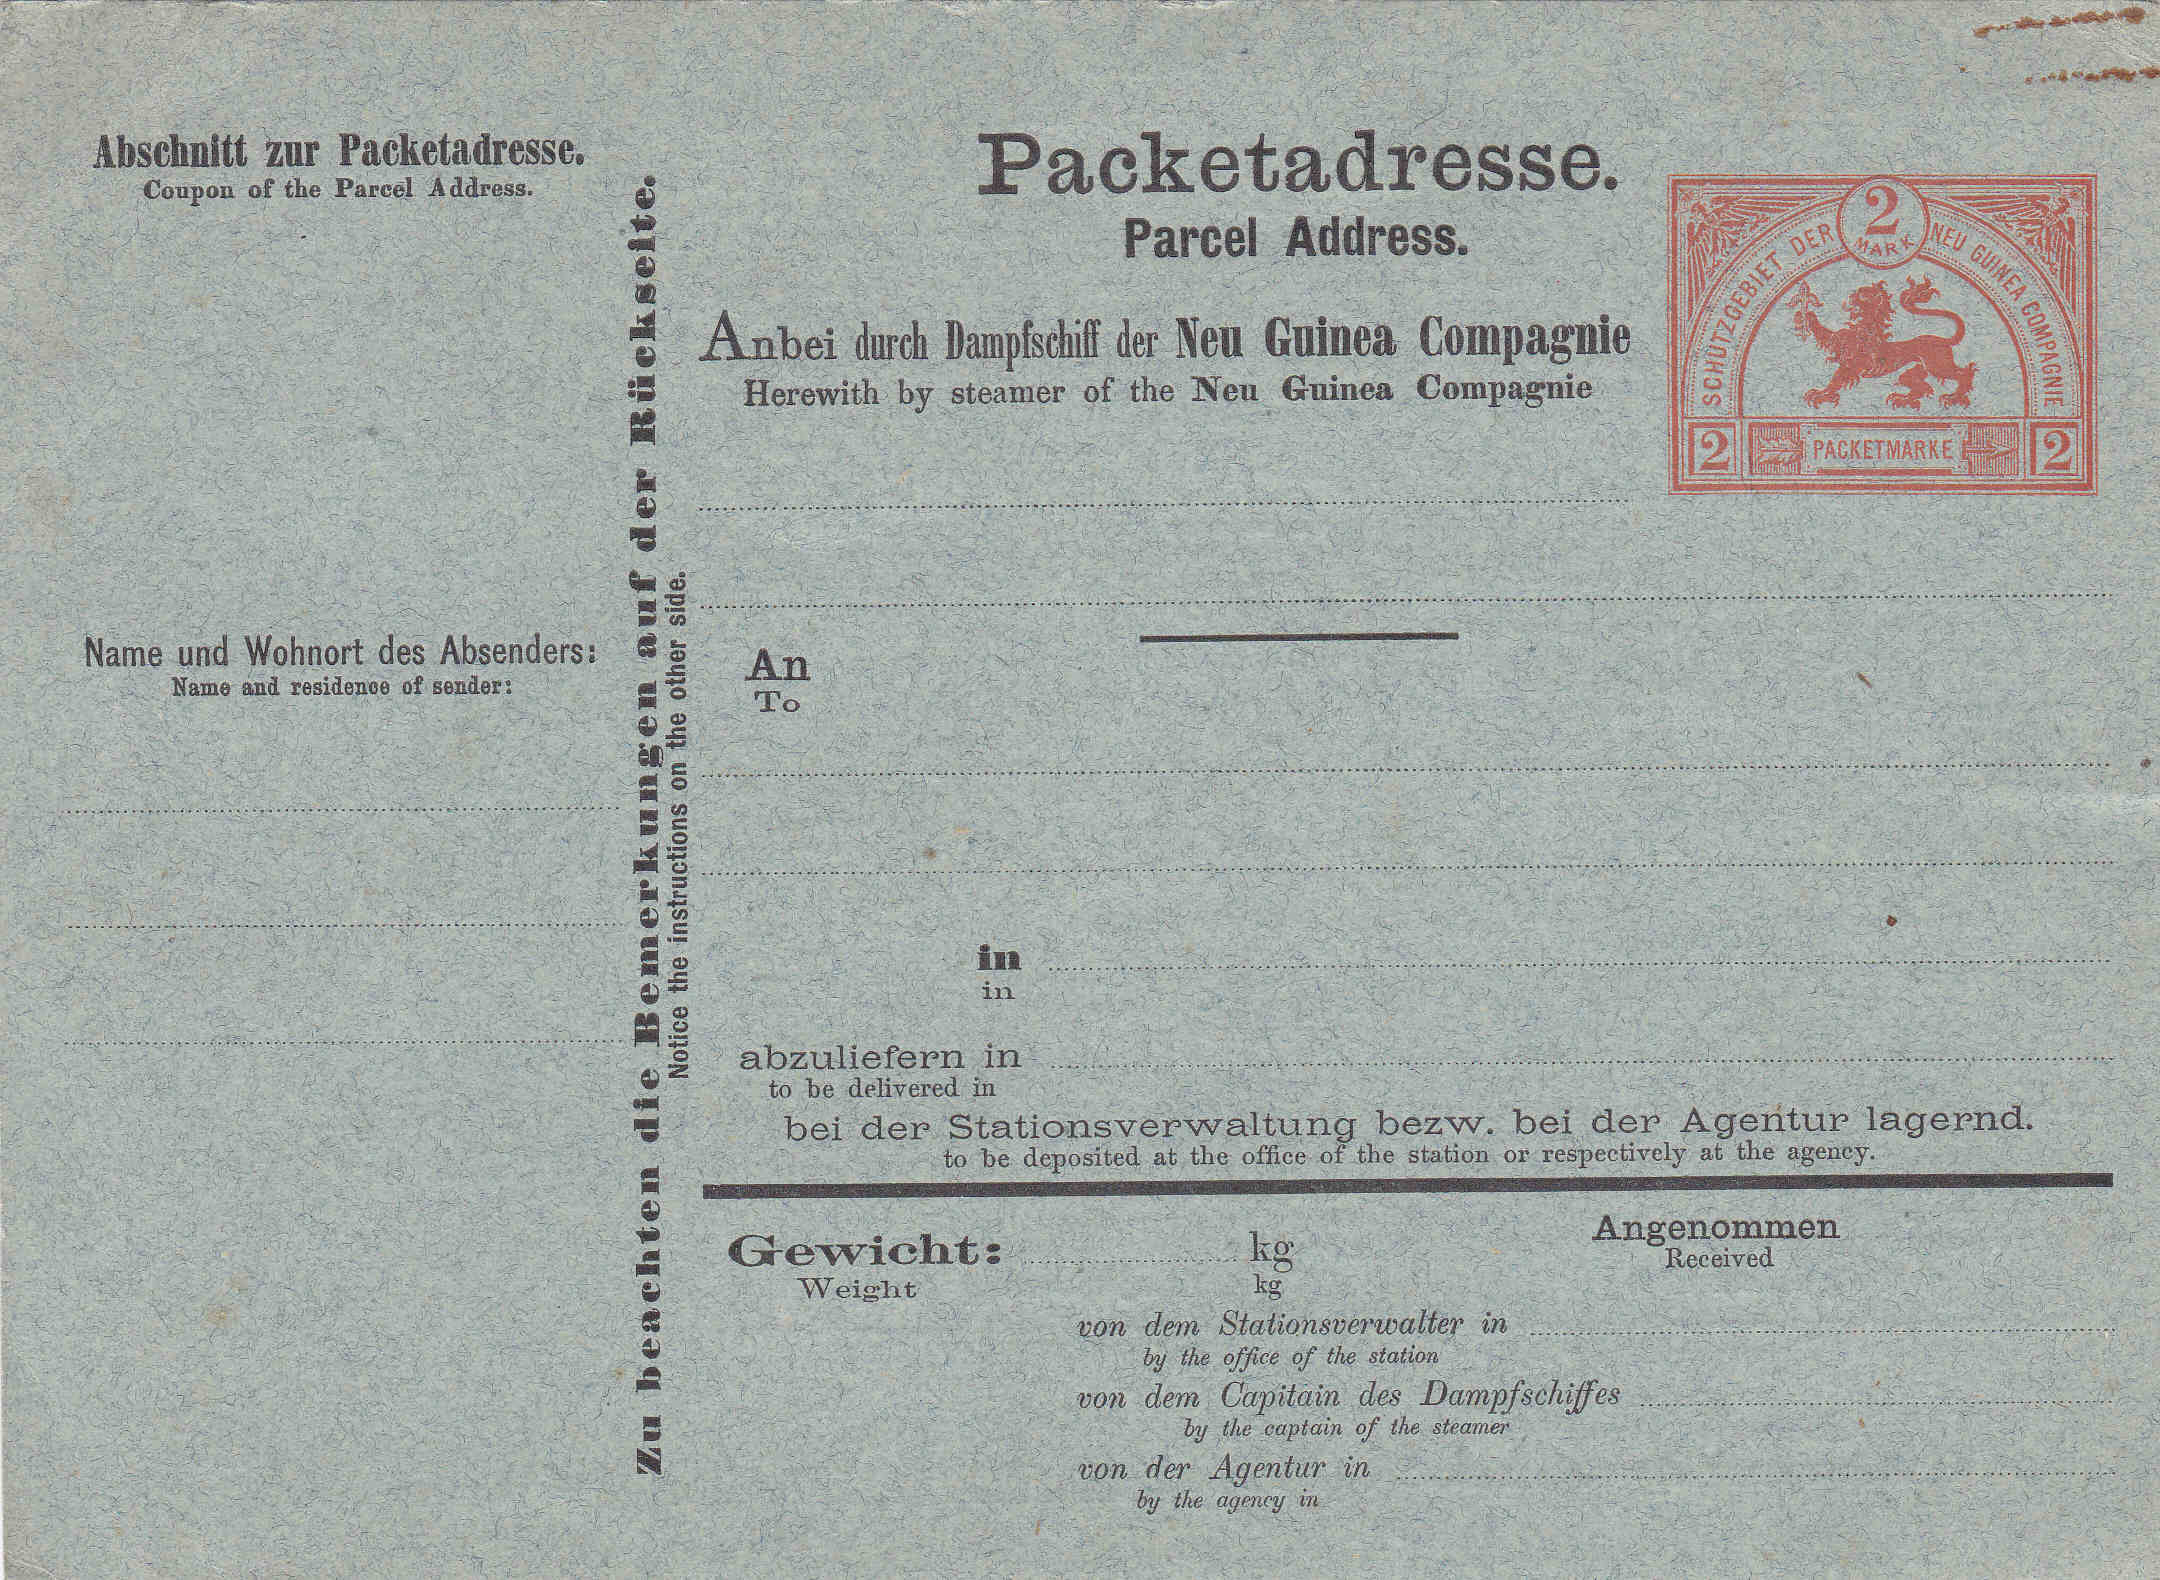 Abschnitt zur Packetadresse.
Coupon of the Parcel Address.
Name und Wohnort des Absenders:
Name and residence of sender:
Zu beachten die Bemerkungen auf der Rückseite.
Notice the instructions on the other side.
Packetadresse.
Parcel Address.
Anbei durch Dampfschiff der Neu Guinea Compagnie
Herewith by steamer of the Neu Guinea Compagnie
SCHUTZGEBIET DER NEU GUINEA COMPAGNIE
2
MARK
2 PACKETMARKE 2
An
To
in
in
abzuliefern in
to be delivered in
bei der Stationsverwaltung bezw. bei der Agentur lagernd.
to be deposited at the office of the station or respectively at the agency.
Gewicht: kg
Weight kg
Angenommen
Received
von dem Stationsverwalter in
by the office of the station
von dem Capitain des Dampfschiffes
by the captain of the steamer
von der Agentur in
by the agency in